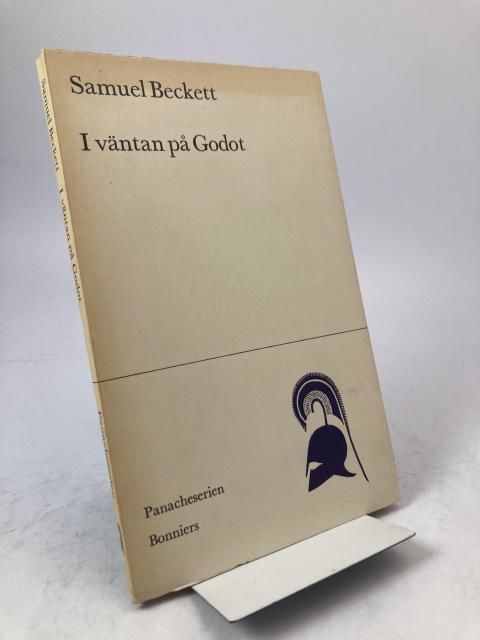 Samuel Beckett
I väntan på Godot
Panacheserien
Bonniers
Samuel Beckett I väntan på Godot